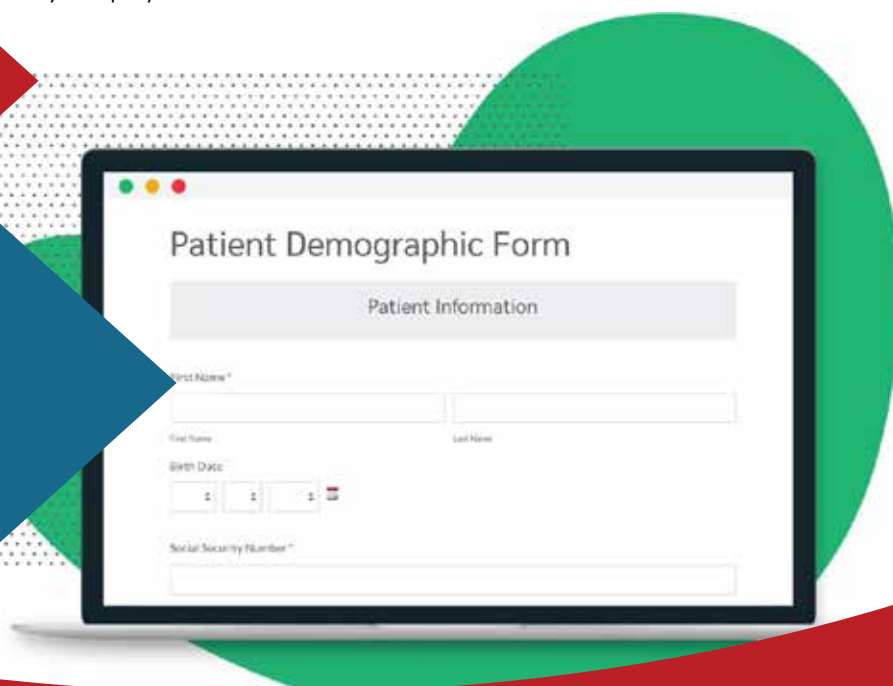 Patient Demographic Form
Patient Information
First Name *
First Name Last Name
Birth Date
Social Security Number *